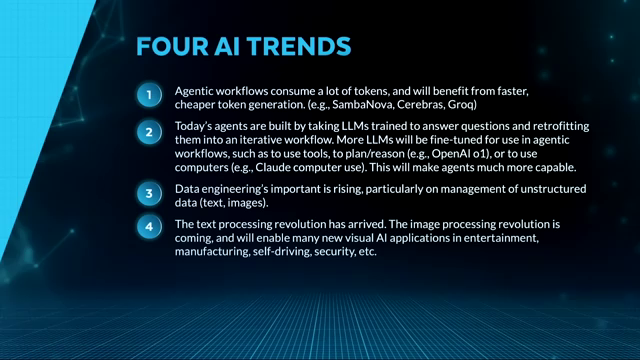 FOUR AI TRENDS
1
Agentic workflows consume a lot of tokens, and will benefit from faster,
cheaper token generation. (e.g., SambaNova, Cerebras, Groq)
2
Today's agents are built by taking LLMs trained to answer questions and retrofitting
them into an iterative workflow. More LLMs will be fine-tuned for use in agentic
workflows, such as to use tools, to plan/reason (e.g., OpenAI o1), or to use
computers (e.g., Claude computer use). This will make agents much more capable.
3
Data engineering's important is rising, particularly on management of unstructured
data (text, images).
4
The text processing revolution has arrived. The image processing revolution is
coming, and will enable many new visual AI applications in entertainment,
manufacturing, self-driving, security, etc.